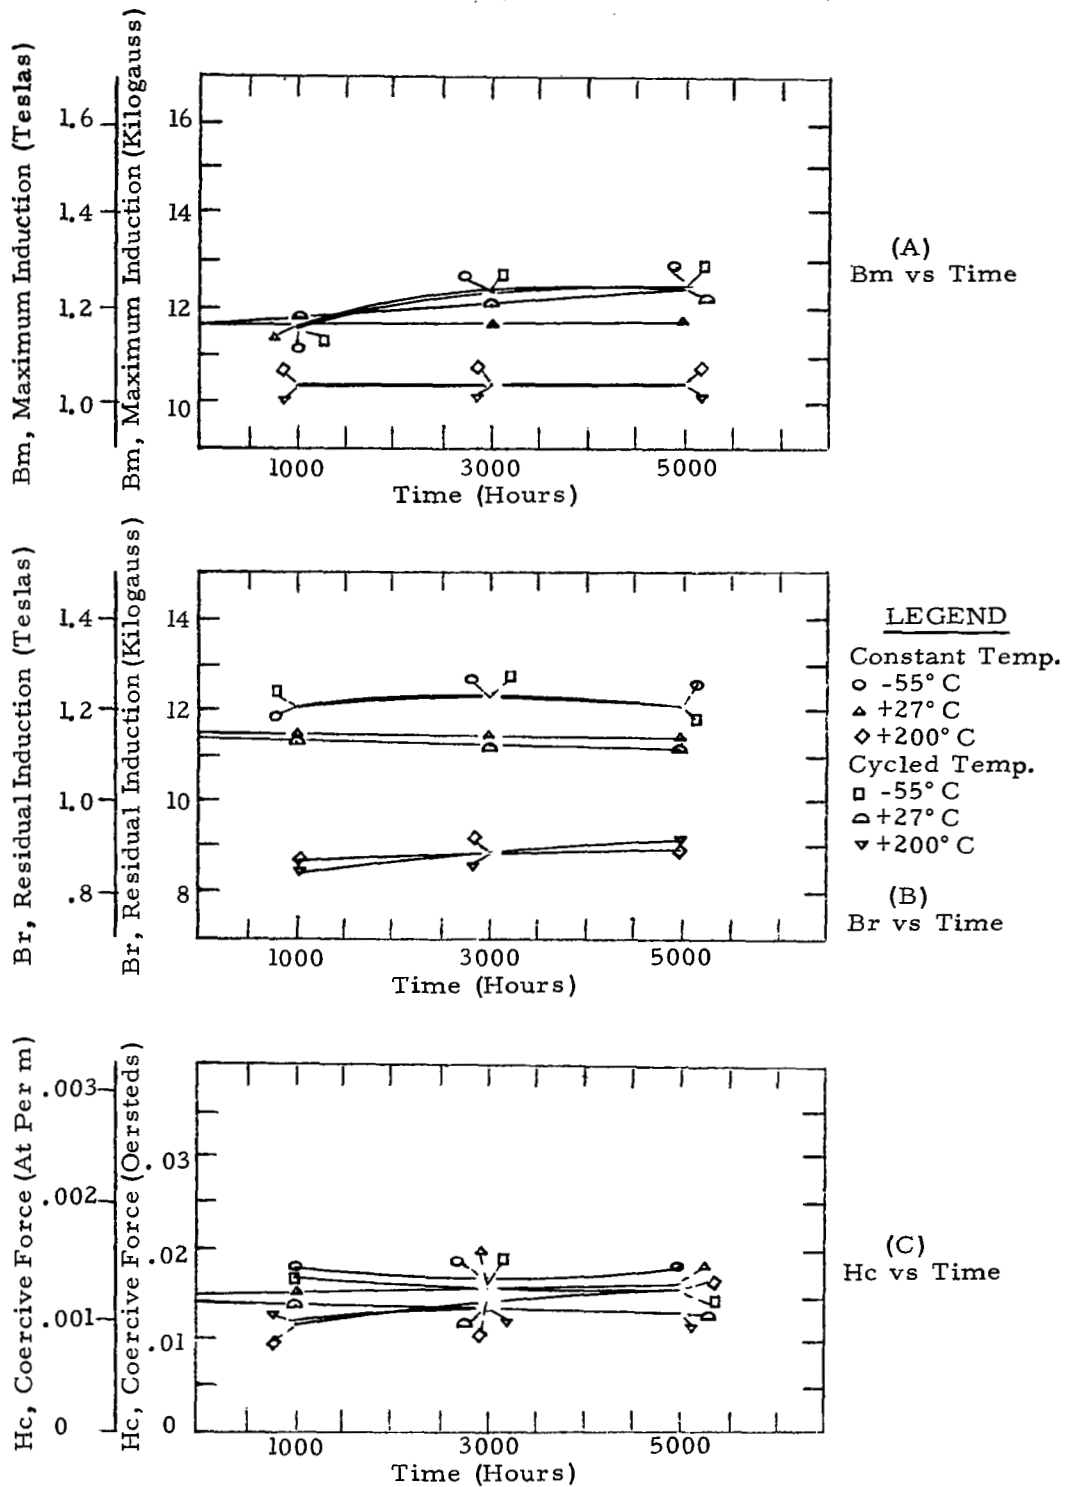 Bm, Maximum Induction (Teslas)
Bm, Maximum Induction (Kilogauss)
1.6
1.4
1.2
1.0
16
14
12
10
1000 3000 5000
Time (Hours)
(A)
Bm vs Time
Br, Residual Induction (Teslas)
Br, Residual Induction (Kilogauss)
1.4
1.2
1.0
.8
14
12
10
8
1000 3000 5000
Time (Hours)
LEGEND
Constant Temp.
-55° C
+27° C
+200° C
Cycled Temp.
-55° C
+27° C
+200° C
(B)
Br vs Time
Hc, Coercive Force (At Per m)
Hc, Coercive Force (Oersteds)
.003
.002
.001
0
.03
.02
.01
0
1000 3000 5000
Time (Hours)
(C)
Hc vs Time